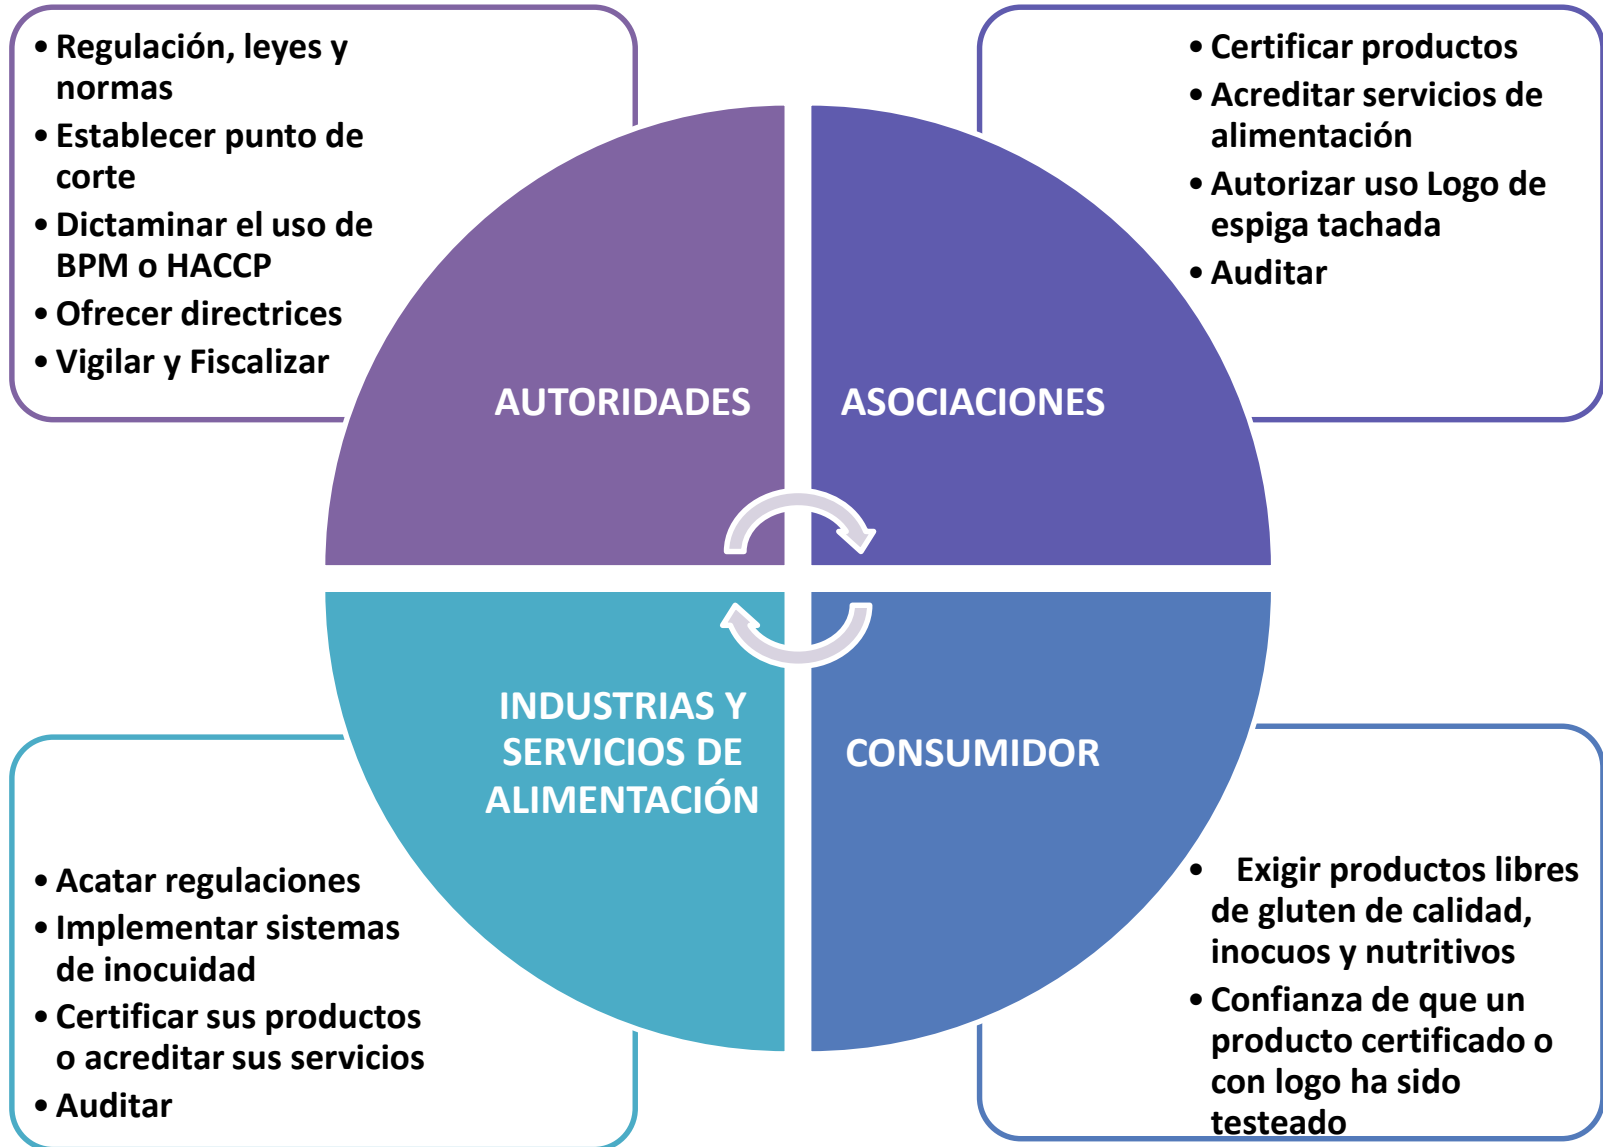 • Regulación, leyes y
normas
• Establecer punto de
corte
• Dictaminar el uso de
BPM o HACCP
• Ofrecer directrices
• Vigilar y Fiscalizar
• Certificar productos
• Acreditar servicios de
alimentación
• Autorizar uso Logo de
espiga tachada
• Auditar
AUTORIDADES
ASOCIACIONES
INDUSTRIAS Y
SERVICIOS DE
ALIMENTACIÓN
CONSUMIDOR
• Acatar regulaciones
• Implementar sistemas
de inocuidad
• Certificar sus productos
o acreditar sus servicios
• Auditar
• Exigir productos libres
de gluten de calidad,
inocuos y nutritivos
• Confianza de que un
producto certificado o
con logo ha sido
testeado